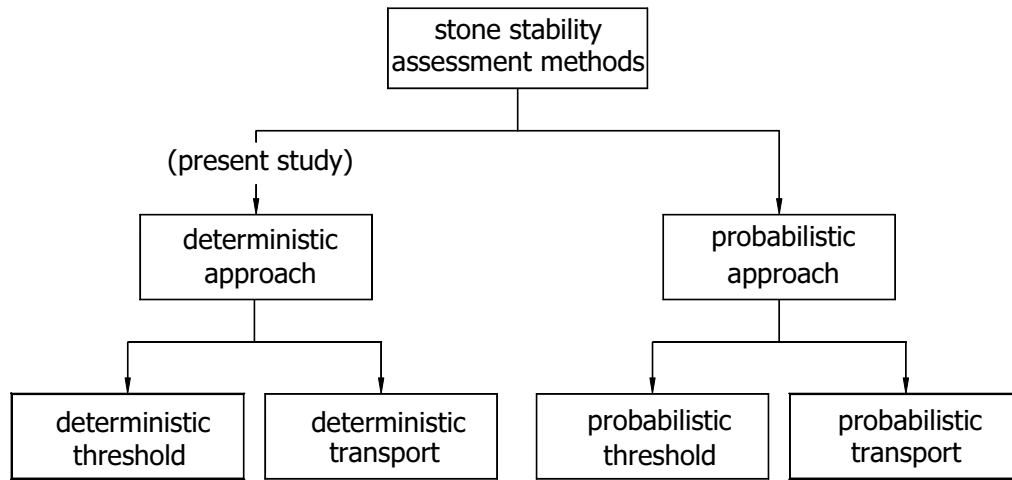 stone stability
assessment methods
(present study)
deterministic
approach
probabilistic
approach
deterministic
threshold
deterministic
transport
probabilistic
threshold
probabilistic
transport